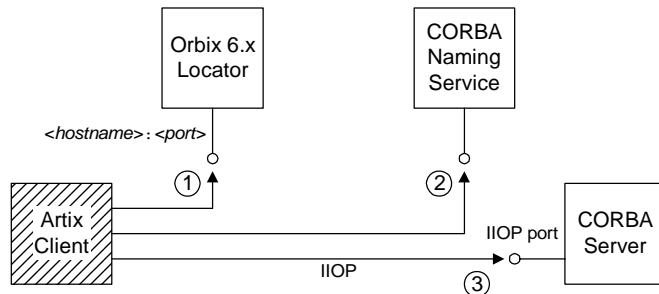 Orbix 6.x
Locator
CORBA
Naming
Service
<hostname>:<port>
1
2
Artix
Client
IIOP
3
IIOP port
CORBA
Server